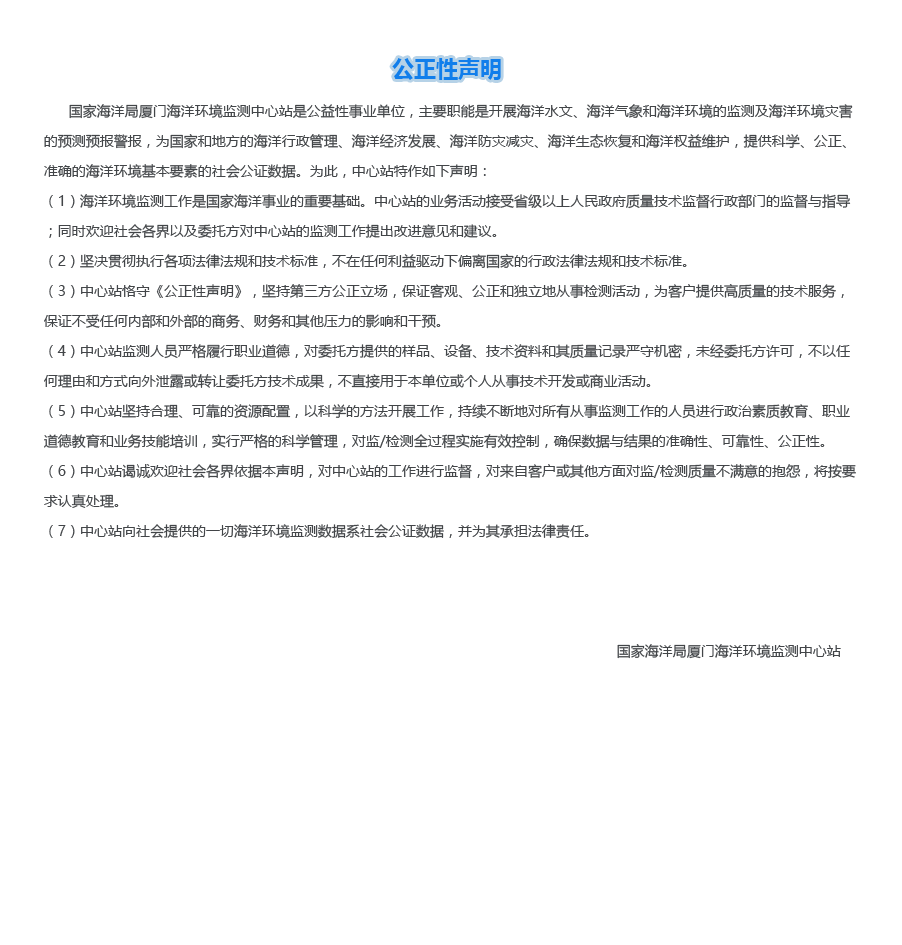 公正性声明
国家海洋局厦门海洋环境监测中心站是公益性事业单位，主要职能是开展海洋水文、海洋气象和海洋环境的监测及海洋环境灾害
的预测预报警报，为国家和地方的海洋行政管理、海洋经济发展、海洋防灾减灾、海洋生态恢复和海洋权益维护，提供科学、公正、
准确的海洋环境基本要素的社会公证数据。为此，中心站特作如下声明：
（1）海洋环境监测工作是国家海洋事业的重要基础。中心站的业务活动接受省级以上人民政府质量技术监督行政部门的监督与指导
；同时欢迎社会各界以及委托方对中心站的监测工作提出改进意见和建议。
（2）坚决贯彻执行各项法律法规和技术标准，不在任何利益驱动下偏离国家的行政法律法规和技术标准。
（3）中心站恪守《公正性声明》，坚持第三方公正立场，保证客观、公正和独立地从事检测活动，为客户提供高质量的技术服务，
保证不受任何内部和外部的商务、财务和其他压力的影响和干预。
（4）中心站监测人员严格履行职业道德，对委托方提供的样品、设备、技术资料和其质量记录严守机密，未经委托方许可，不以任
何理由和方式向外泄露或转让委托方技术成果，不直接用于本单位或个人从事技术开发或商业活动。
（5）中心站坚持合理、可靠的资源配置，以科学的方法开展工作，持续不断地对所有从事监测工作的人员进行政治素质教育、职业
道德教育和业务技能培训，实行严格的科学管理，对监/检测全过程实施有效控制，确保数据与结果的准确性、可靠性、公正性。
（6）中心站谒诚欢迎社会各界依据本声明，对中心站的工作进行监督，对来自客户或其他方面对监/检测质量不满意的抱怨，将按要
求认真处理。
（7）中心站向社会提供的一切海洋环境监测数据系社会公证数据，并为其承担法律责任。
国家海洋局厦门海洋环境监测中心站